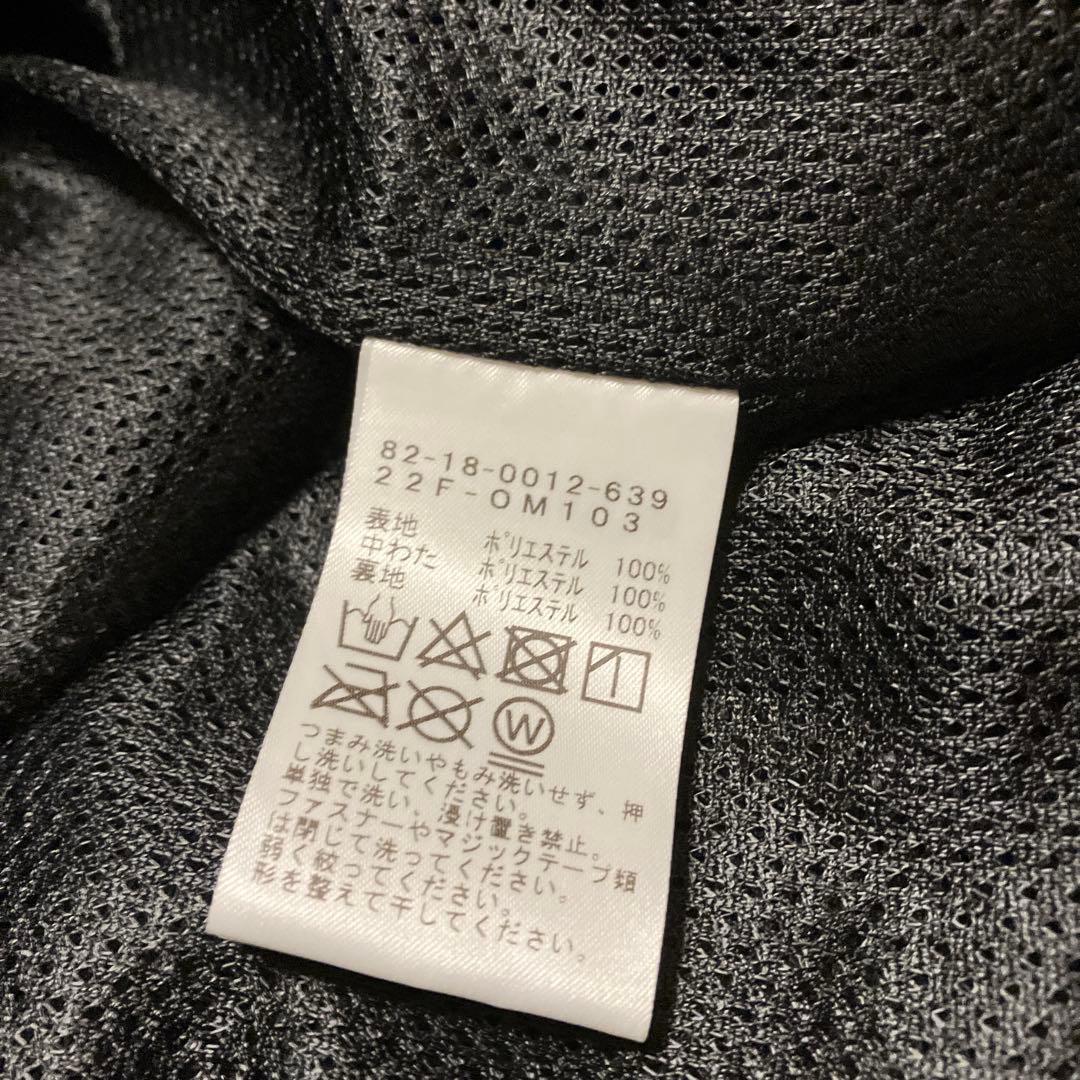 82-18-0012-639
22F-OM103
表地 ポリエステル 100%
中わた ポリエステル 100%
裏地 ポリエステル 100%
W
つまみ洗いやもみ洗いせず、押
し洗いしてください。
単独で洗い、浸け置き禁止。
ファスナーやマジックテープ類
は閉じて洗ってください。
弱く絞ってください。
形を整えて干してください。